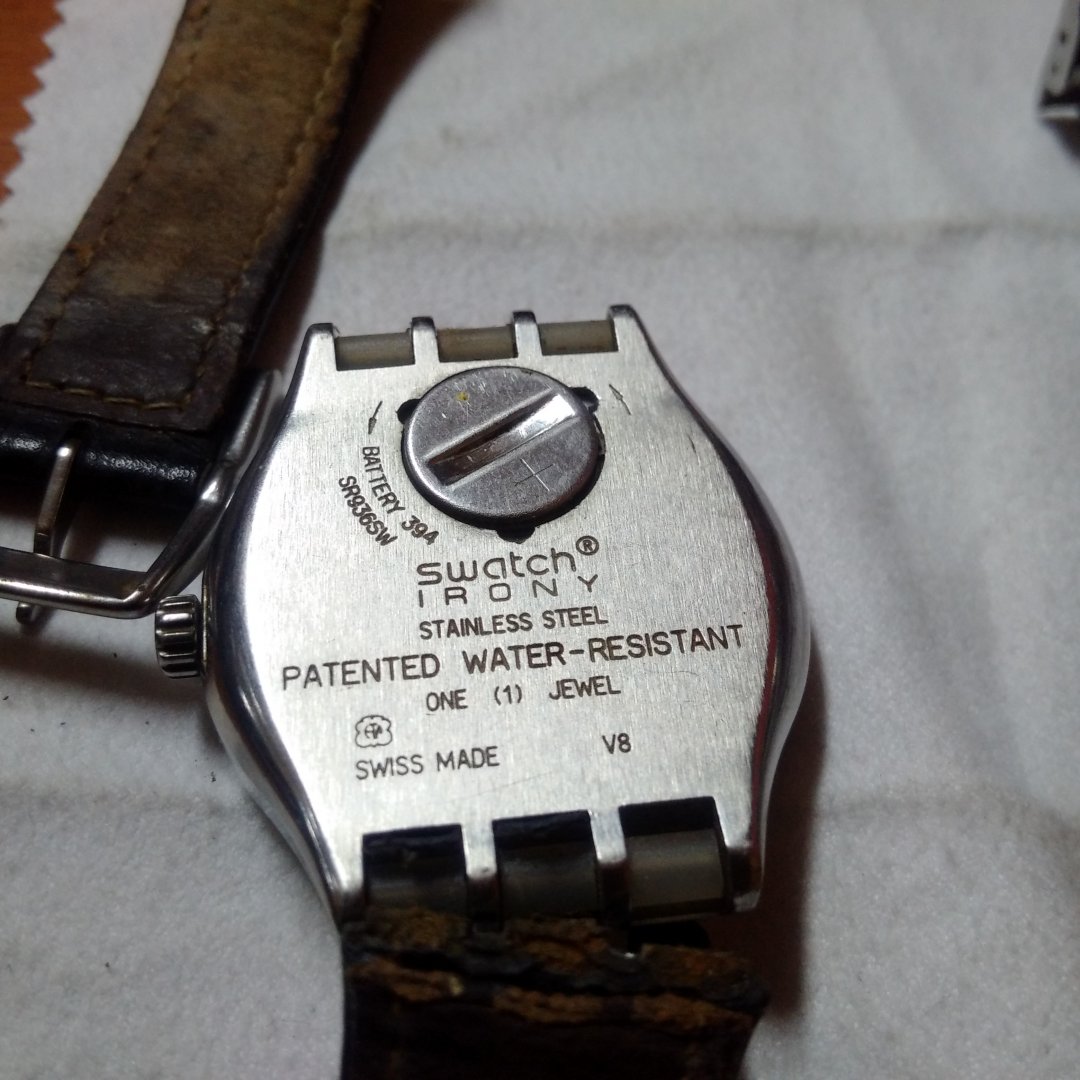 BATTERY 394
SR936SW
swatch®
IRONY
STAINLESS STEEL
PATENTED WATER-RESISTANT
ONE (1) JEWEL
V8
SWISS MADE